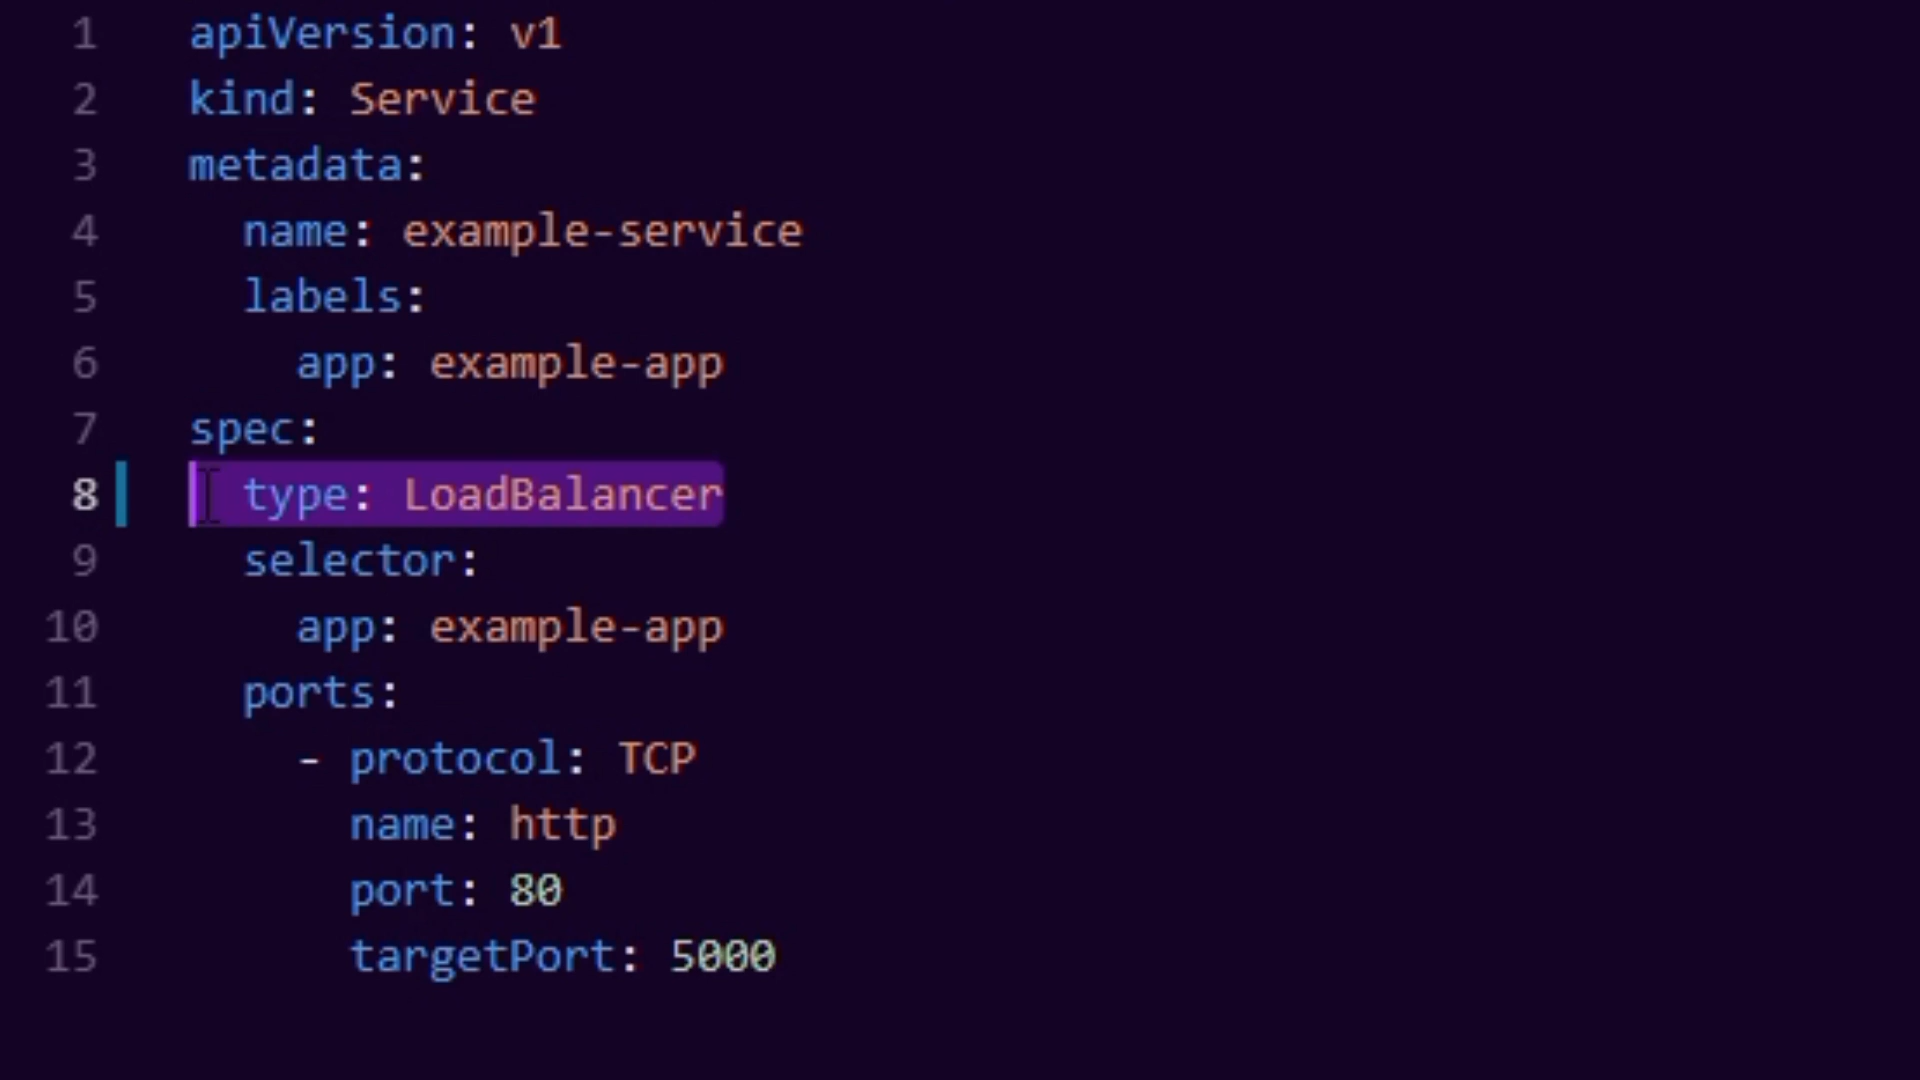 1 apiVersion: v1
2 kind: Service
3 metadata:
4   name: example-service
5   labels:
6     app: example-app
7 spec:
8   type: LoadBalancer
9   selector:
10     app: example-app
11   ports:
12     - protocol: TCP
13       name: http
14       port: 80
15       targetPort: 5000